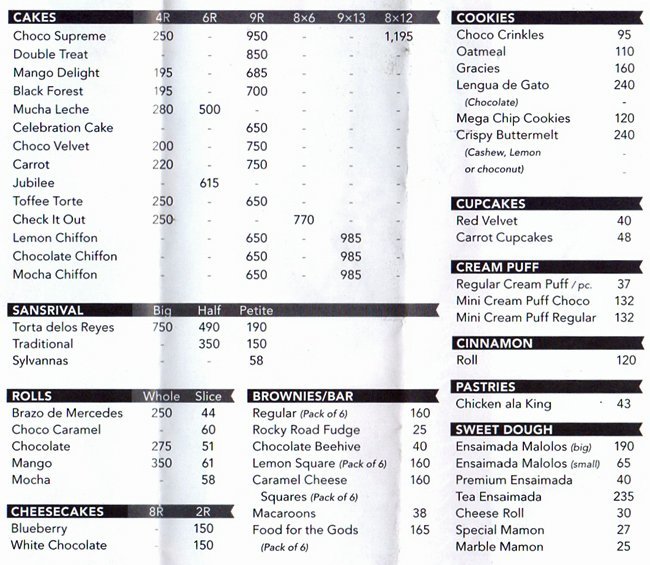 CAKES 4R 6R 9R 8×6 9×13 8×12
Choco Supreme 250 - 950 - - 1,195
Double Treat - - 850 - - -
Mango Delight 195 - 685 - - -
Black Forest 195 - 700 - - -
Mucha Leche 280 500 - - - -
Celebration Cake - - 650 - - -
Choco Velvet 200 - 750 - - -
Carrot 220 - 750 - - -
Jubilee - 615 - - - -
Toffee Torte 250 - 650 - - -
Check It Out 250 - - 770 - -
Lemon Chiffon - - 650 - 985 -
Chocolate Chiffon - - 650 - 985 -
Mocha Chiffon - - 650 - 985 -
SANSRIVAL Big Half Petite
Torta delos Reyes 750 490 190
Traditional - 350 150
Sylvannas - - 58
ROLLS Whole Slice
Brazo de Mercedes 250 44
Choco Caramel - 60
Chocolate 275 51
Mango 350 61
Mocha - 58
CHEESECAKES 8R 2R
Blueberry - 150
White Chocolate - 150
BROWNIES/BAR
Regular (Pack of 6) 160
Rocky Road Fudge 25
Chocolate Beehive 40
Lemon Square (Pack of 6) 160
Caramel Cheese 160
Squares (Pack of 6)
Macaroons 38
Food for the Gods 165
(Pack of 6)
COOKIES
Choco Crinkles 95
Oatmeal 110
Gracies 160
Lengua de Gato 240
(Chocolate) -
Mega Chip Cookies 120
Crispy Buttermelt 240
(Cashew, Lemon -
or choconut) -
CUPCAKES
Red Velvet 40
Carrot Cupcakes 48
CREAM PUFF
Regular Cream Puff / pc. 37
Mini Cream Puff Choco 132
Mini Cream Puff Regular 132
CINNAMON
Roll 120
PASTRIES
Chicken ala King 43
SWEET DOUGH
Ensaimada Malolos (big) 190
Ensaimada Malolos (small) 65
Premium Ensaimada 40
Tea Ensaimada 235
Cheese Roll 30
Special Mamon 27
Marble Mamon 25